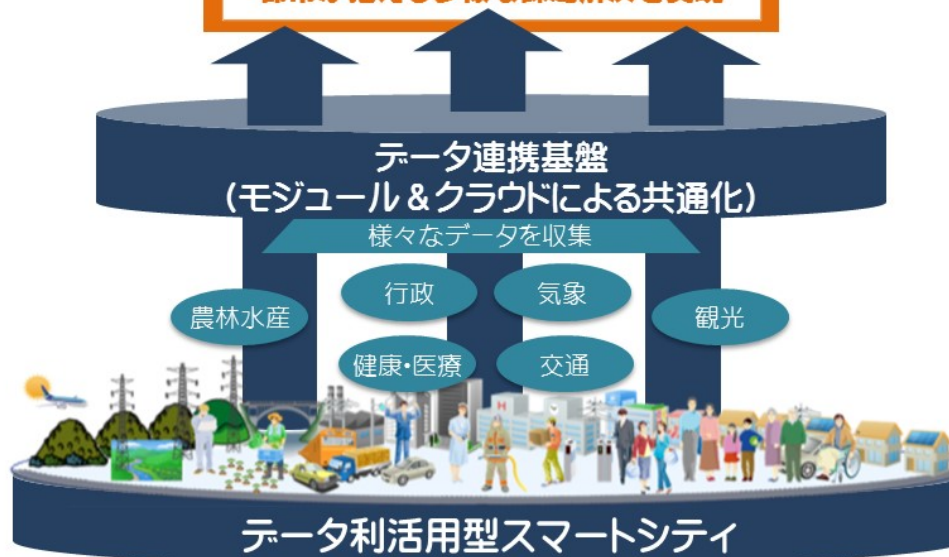 データ連携基盤
（モジュール＆クラウドによる共通化）
様々なデータを収集
行政
気象
農林水産
観光
健康・医療
交通
データ利活用型スマートシティ